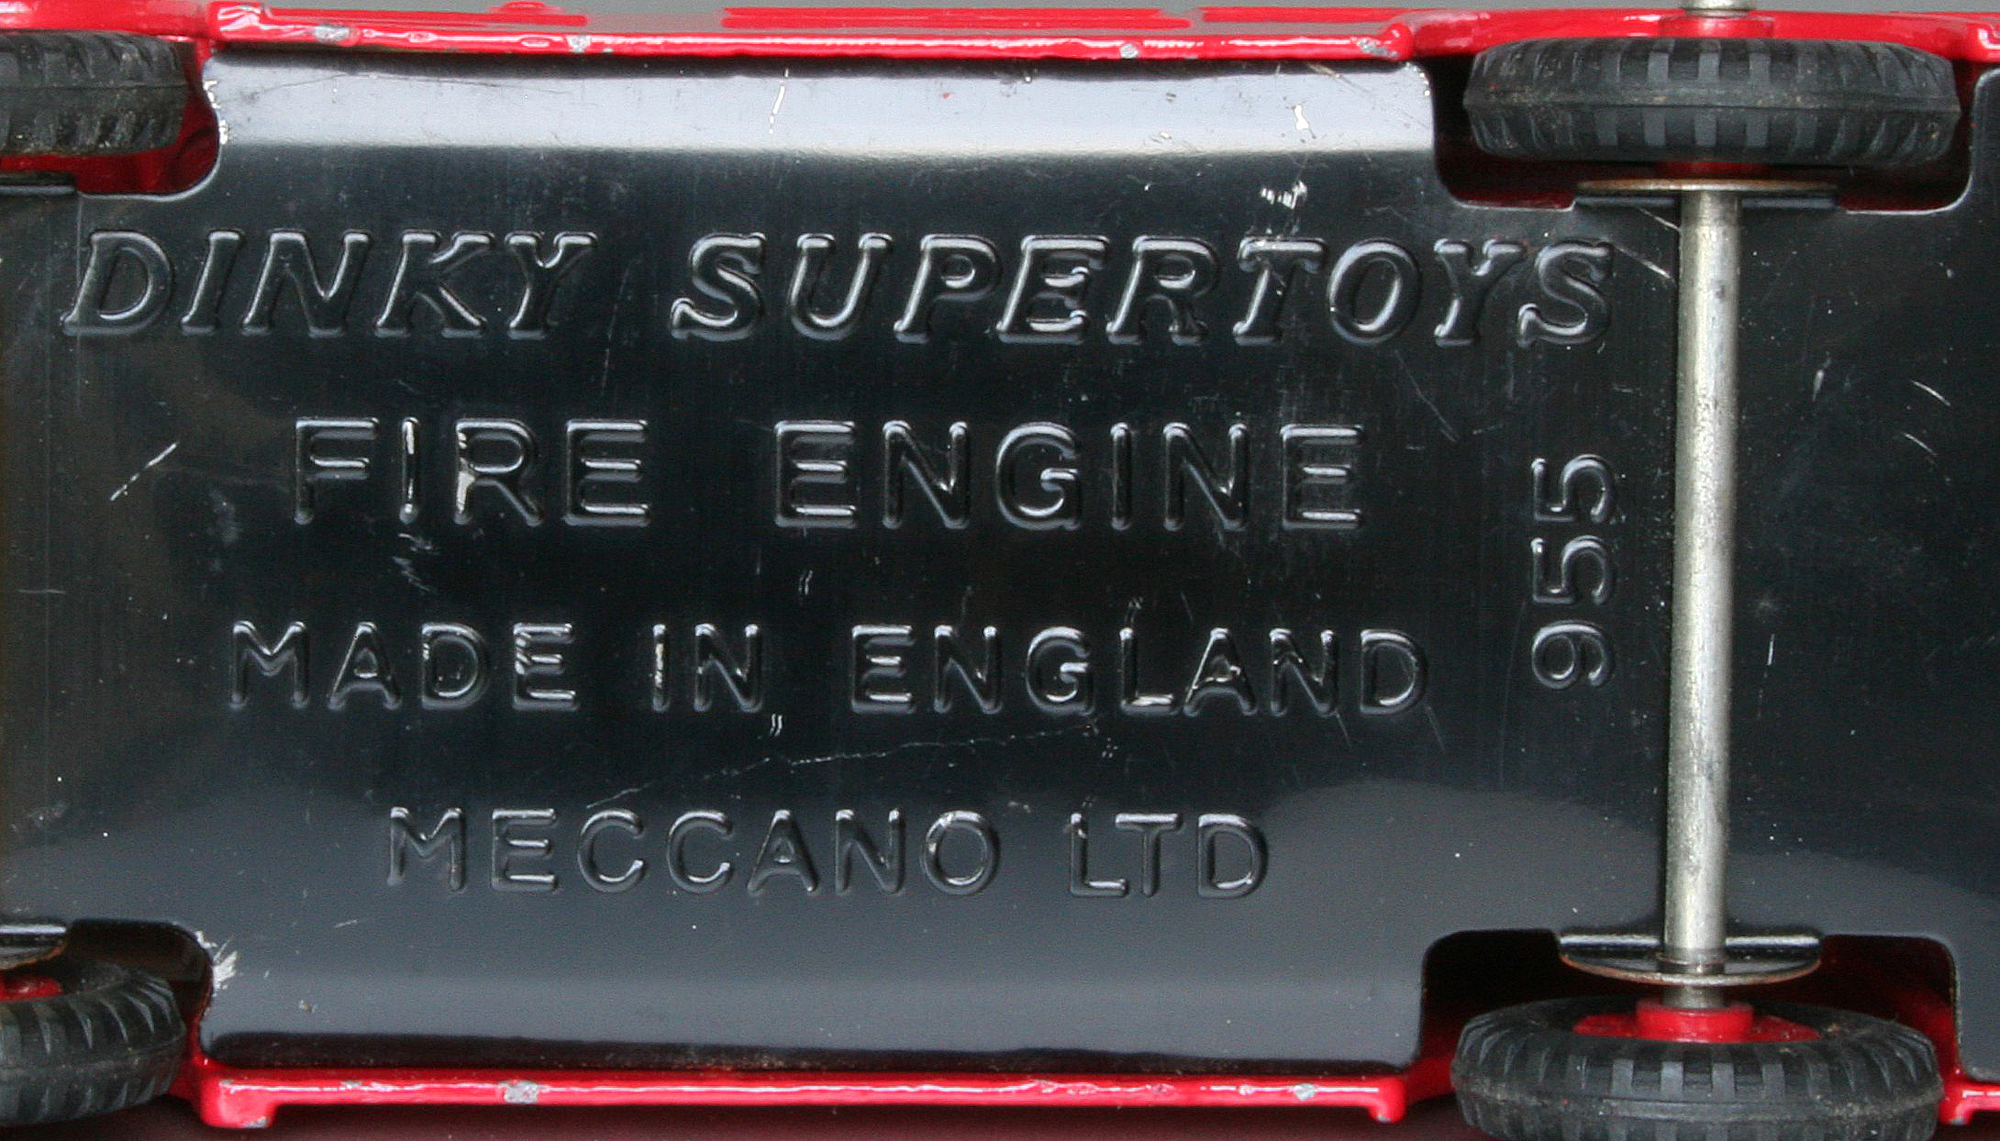 DINKY SUPERTOYS
FIRE ENGINE
955
MADE IN ENGLAND
MECCANO LTD